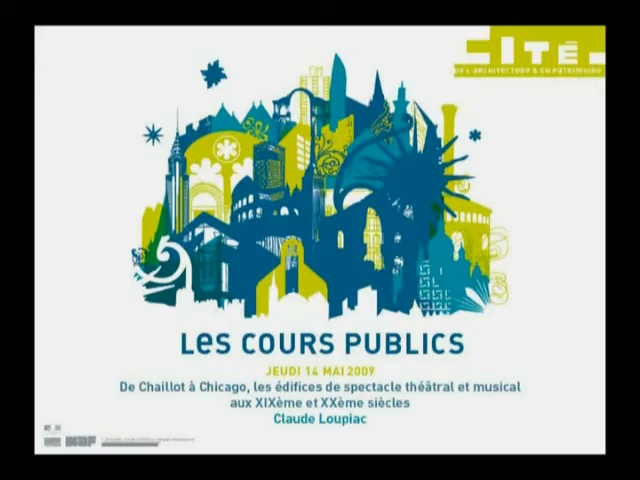 CITÉ
DE L'ARCHITECTURE & DU PATRIMOINE
Les COURS PUBLICS
JEUDI 14 MAI 2009
De Chaillot à Chicago, les édifices de spectacle théâtral et musical
aux XIXème et XXème siècles
Claude Loupiac